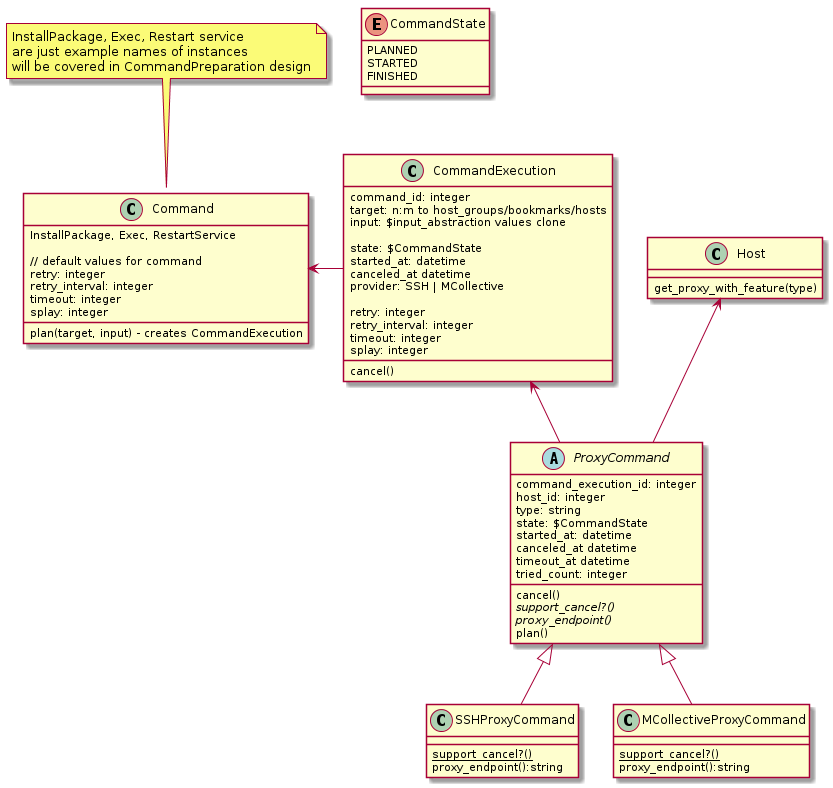 InstallPackage, Exec, Restart service
are just example names of instances
will be covered in CommandPreparation design
E CommandState
PLANNED
STARTED
FINISHED
C Command
InstallPackage, Exec, RestartService
// default values for command
retry: integer
retry_interval: integer
timeout: integer
splay: integer
plan(target, input) - creates CommandExecution
C CommandExecution
command_id: integer
target: n:m to host_groups/bookmarks/hosts
input: $input_abstraction values clone
state: $CommandState
started_at: datetime
canceled_at datetime
provider: SSH | MCollective
retry: integer
retry_interval: integer
timeout: integer
splay: integer
cancel()
C Host
get_proxy_with_feature(type)
A ProxyCommand
command_execution_id: integer
host_id: integer
type: string
state: $CommandState
started_at: datetime
canceled_at datetime
timeout_at datetime
tried_count: integer
cancel()
support_cancel?()
proxy_endpoint()
plan()
C SSHProxyCommand
support_cancel?()
proxy_endpoint():string
C MCollectiveProxyCommand
support_cancel?()
proxy_endpoint():string